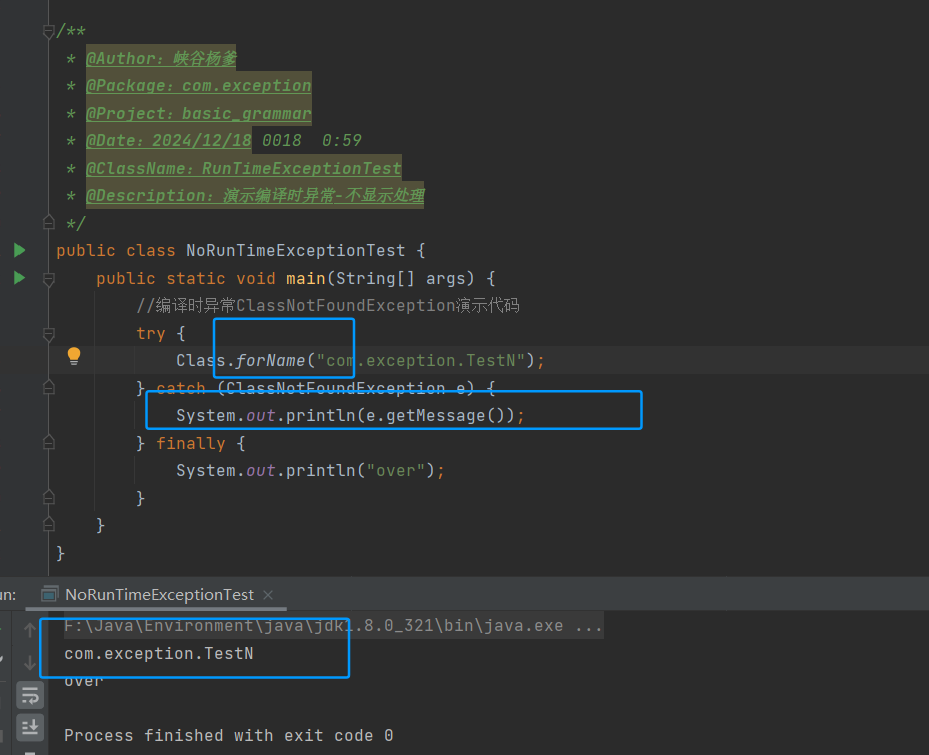 /**
* @Author：峡谷杨爹
* @Package：com.exception
* @Project：basic_grammar
* @Date：2024/12/18 0018 0:59
* @ClassName：RunTimeExceptionTest
* @Description：演示编译时异常-不显示处理
*/
public class NoRunTimeExceptionTest {
public static void main(String[] args) {
//编译时异常ClassNotFoundException演示代码
try {
Class.forName("com.exception.TestN");
} catch (ClassNotFoundException e) {
System.out.println(e.getMessage());
} finally {
System.out.println("over");
}
}
}
un: NoRunTimeExceptionTest ×
F:\Java\Environment\java\jdk1.8.0_321\bin\java.exe ...
com.exception.TestN
over
Process finished with exit code 0